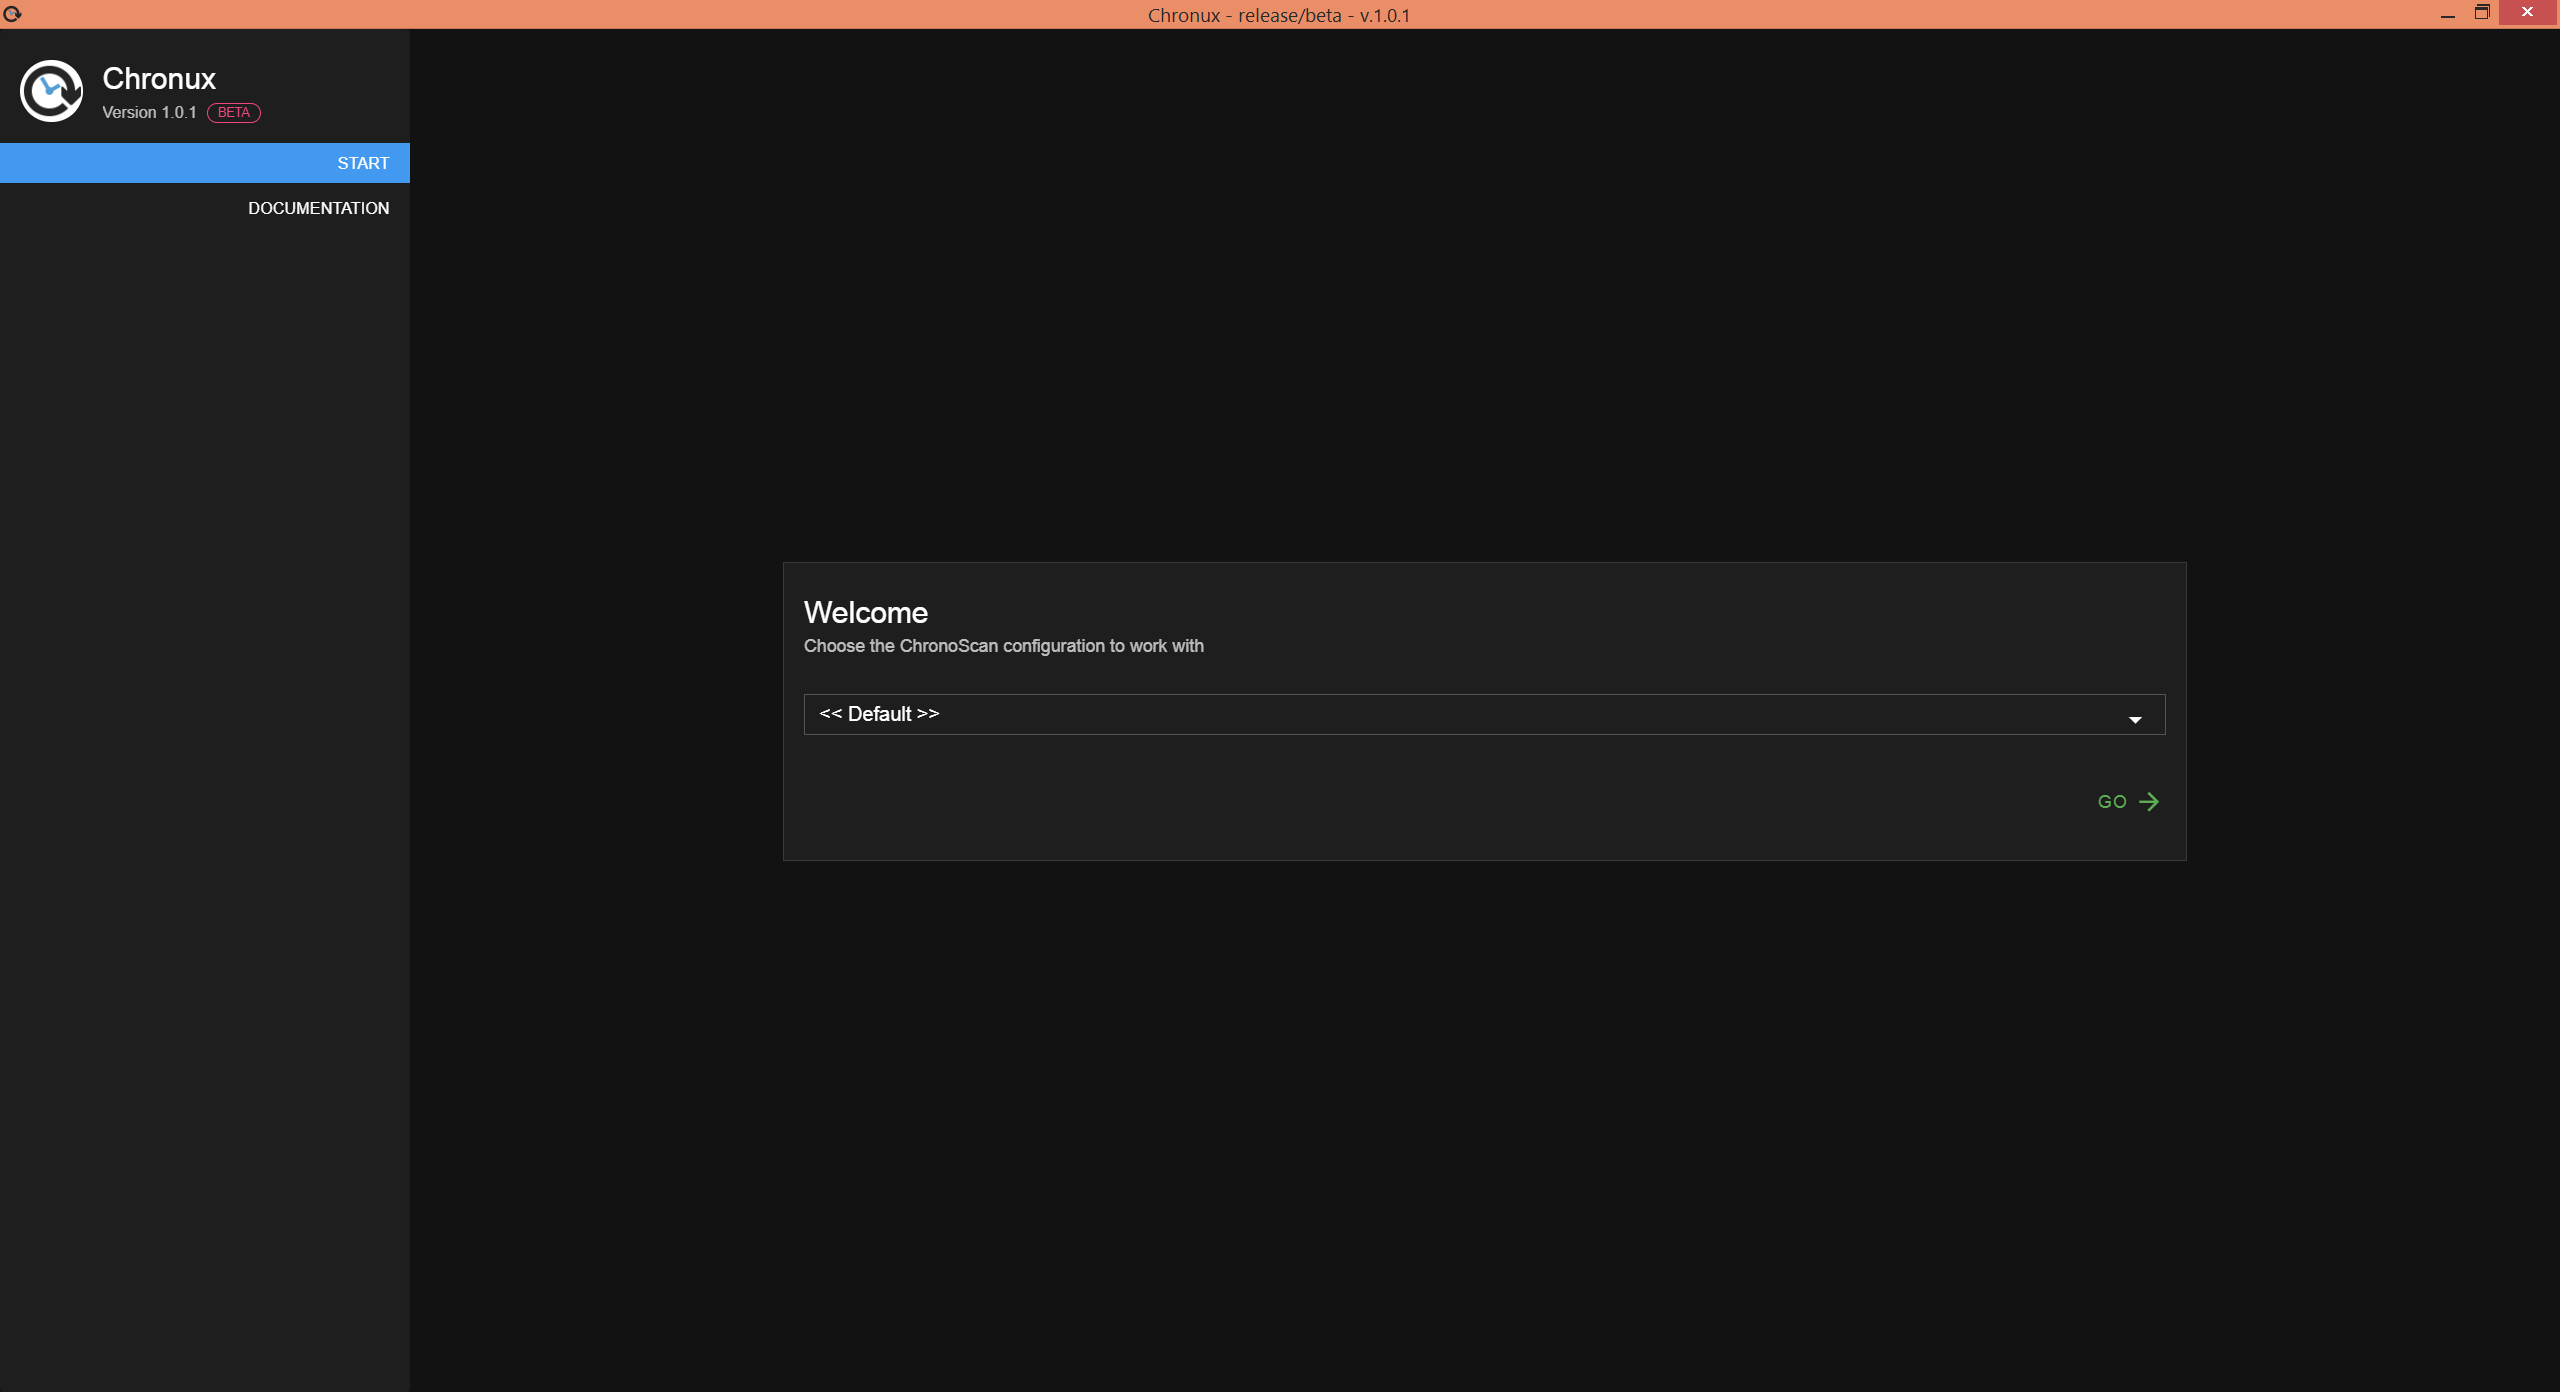 Chronux - release/beta - v.1.0.1
Chronux
Version 1.0.1 BETA
START
DOCUMENTATION
Welcome
Choose the ChronoScan configuration to work with
<< Default >>
GO